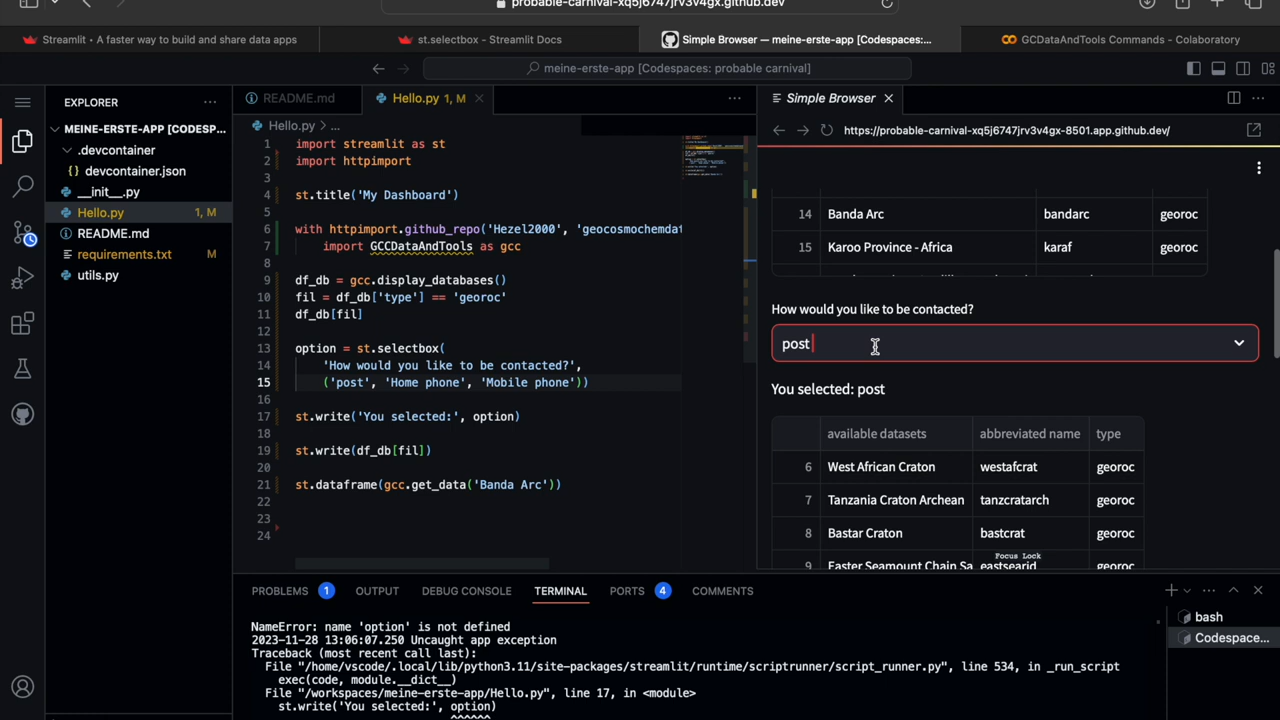 probable-carnival-xq5j6747jrv3v4gx.github.dev
Streamlit • A faster way to build and share data apps
st.selectbox - Streamlit Docs
Simple Browser — meine-erste-app [Codespaces:...
GCDataAndTools Commands - Colaboratory
meine-erste-app [Codespaces: probable carnival]
EXPLORER
MEINE-ERSTE-APP [CODESP...
.devcontainer
devcontainer.json
__init__.py
Hello.py 1, M
README.md
requirements.txt M
utils.py
README.md
Hello.py 1, M
Hello.py > ...
1 import streamlit as st
2 import httpimport
3
4 st.title('My Dashboard')
5
6 with httpimport.github_repo('Hezel2000', 'geocosmochemdat
7 import GCCDataAndTools as gcc
8
9 df_db = gcc.display_databases()
10 fil = df_db['type'] == 'georoc'
11 df_db[fil]
12
13 option = st.selectbox(
14 'How would you like to be contacted?',
15 ('post', 'Home phone', 'Mobile phone'))
16
17 st.write('You selected:', option)
18
19 st.write(df_db[fil])
20
21 st.dataframe(gcc.get_data('Banda Arc'))
22
23
24
Simple Browser
https://probable-carnival-xq5j6747jrv3v4gx-8501.app.github.dev/
14 Banda Arc bandarc georoc
15 Karoo Province - Africa karaf georoc
How would you like to be contacted?
post
You selected: post
available datasets abbreviated name type
6 West African Craton westafcrat georoc
7 Tanzania Craton Archean tanzcratarch georoc
8 Bastar Craton bastcrat georoc
Focus Lock
9 Easter Seamount Chain Sa eastsearid georoc
PROBLEMS 1 OUTPUT DEBUG CONSOLE TERMINAL PORTS 4 COMMENTS
NameError: name 'option' is not defined
2023-11-28 13:06:07.250 Uncaught app exception
Traceback (most recent call last):
File "/home/vscode/.local/lib/python3.11/site-packages/streamlit/runtime/scriptrunner/script_runner.py", line 534, in _run_script
exec(code, module.__dict__)
File "/workspaces/meine-erste-app/Hello.py", line 17, in <module>
st.write('You selected:', option)
^^^^^^
bash
Codespace...